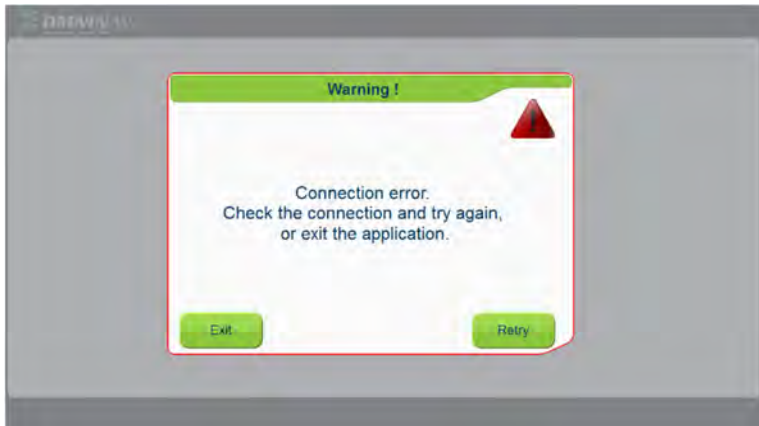 Warning !
Connection error.
Check the connection and try again,
or exit the application.
Exit
Retry